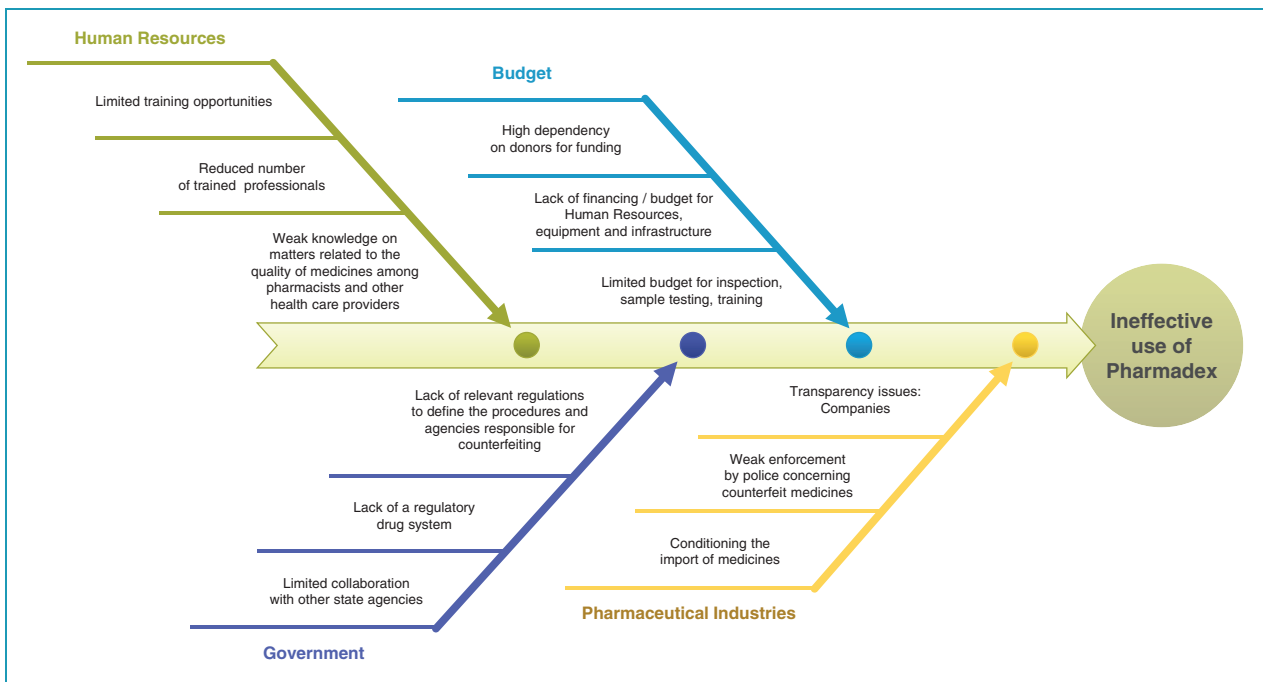 Human Resources
Limited training opportunities
Reduced number
of trained professionals
Weak knowledge on
matters related to the
quality of medicines among
pharmacists and other
health care providers
Budget
High dependency
on donors for funding
Lack of financing / budget for
Human Resources,
equipment and infrastructure
Limited budget for inspection,
sample testing, training
Ineffective
use of
Pharmadex
Lack of relevant regulations
to define the procedures and
agencies responsible for
counterfeiting
Lack of a regulatory
drug system
Limited collaboration
with other state agencies
Government
Transparency issues:
Companies
Weak enforcement
by police concerning
counterfeit medicines
Conditioning the
import of medicines
Pharmaceutical Industries